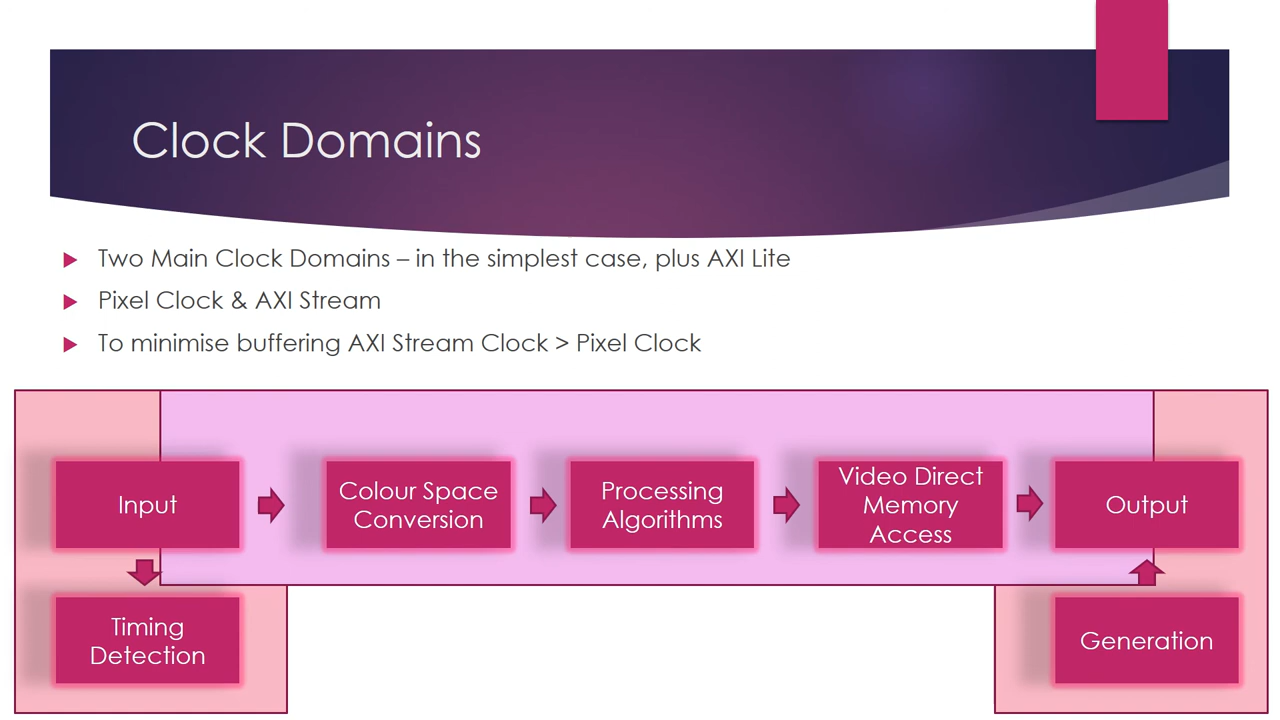 Clock Domains
Two Main Clock Domains – in the simplest case, plus AXI Lite
Pixel Clock & AXI Stream
To minimise buffering AXI Stream Clock > Pixel Clock
Input
Colour Space
Conversion
Processing
Algorithms
Video Direct
Memory
Access
Output
Timing
Detection
Generation